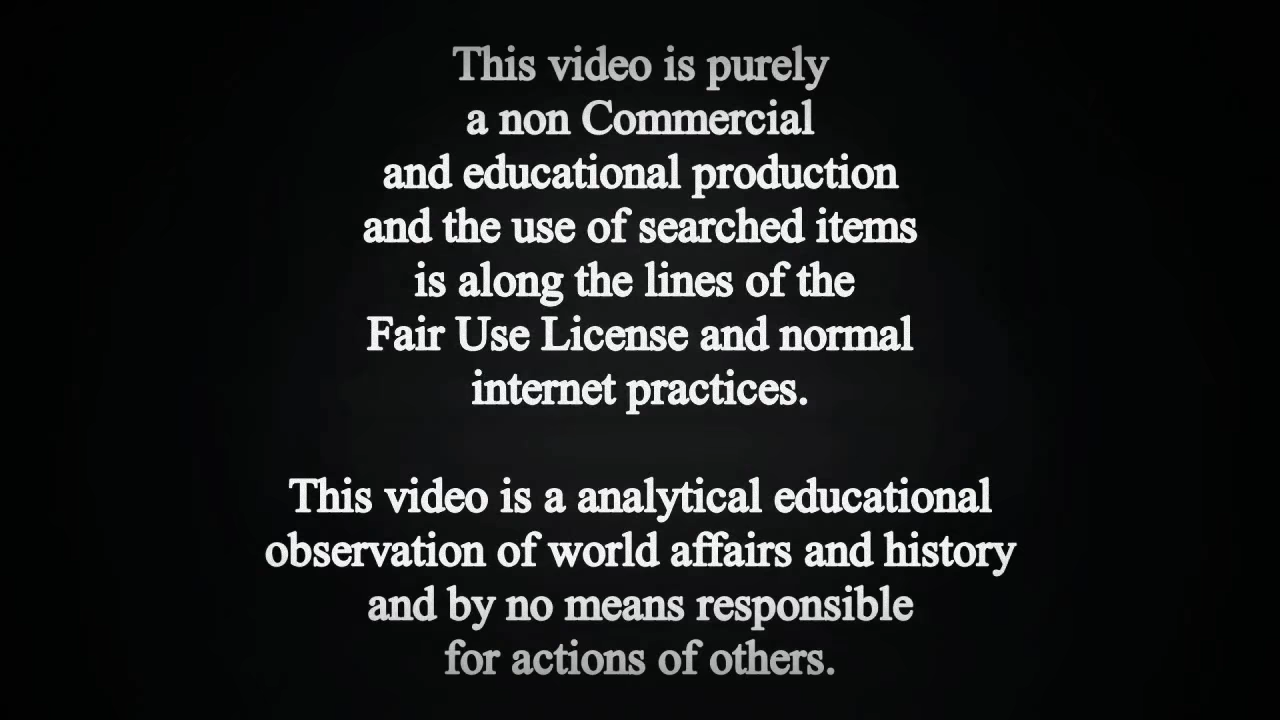 This video is purely
a non Commercial
and educational production
and the use of searched items
is along the lines of the
Fair Use License and normal
internet practices.
This video is a analytical educational
observation of world affairs and history
and by no means responsible
for actions of others.